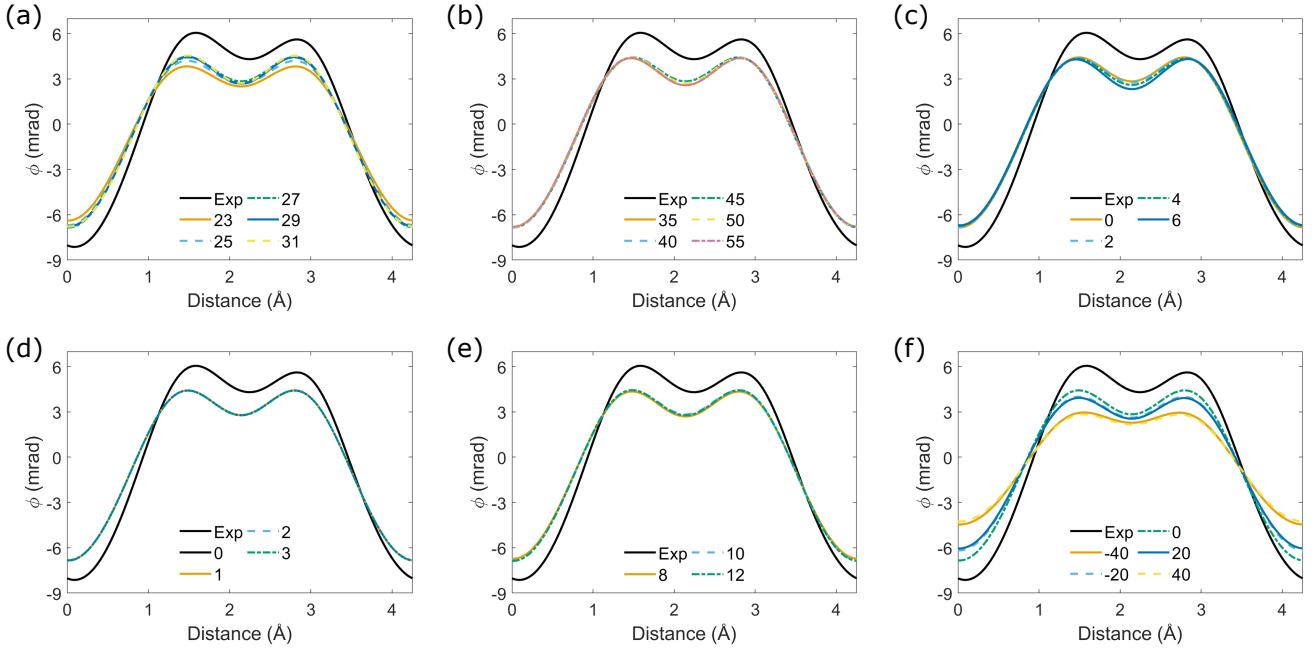 (a)
6
3
0
-3
-6
-9
ϕ (mrad)
Exp 27
23 29
25 31
0 1 2 3 4
Distance (Å)
(b)
6
3
0
-3
-6
-9
ϕ (mrad)
Exp 45
35 50
40 55
0 1 2 3 4
Distance (Å)
(c)
6
3
0
-3
-6
-9
ϕ (mrad)
Exp 4
0 6
2
0 1 2 3 4
Distance (Å)
(d)
6
3
0
-3
-6
-9
ϕ (mrad)
Exp 2
0 3
1
0 1 2 3 4
Distance (Å)
(e)
6
3
0
-3
-6
-9
ϕ (mrad)
Exp 10
8 12
0 1 2 3 4
Distance (Å)
(f)
6
3
0
-3
-6
-9
ϕ (mrad)
Exp 0
-40 20
-20 40
0 1 2 3 4
Distance (Å)